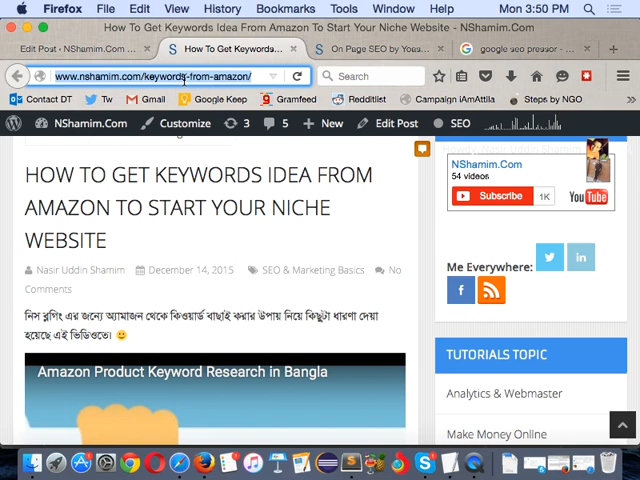 Firefox File Edit View History Bookmarks Tools Window Mon 3:50 PM
How To Get Keywords Idea From Amazon To Start Your Niche Website - NShamim.Com
Edit Post ‹ NShamim.Com
How To Get Keywords...
On Page SEO by Yoas...
google seo pressor - ...
www.nshamim.com/keywords-from-amazon/
Search
Contact DT Tw Gmail Google Keep Gramfeed Redditlist Campaign iAmAttila Steps by NGO
NShamim.Com Customize 3 5 + New Edit Post SEO
HOW TO GET KEYWORDS IDEA FROM
AMAZON TO START YOUR NICHE
WEBSITE
Nasir Uddin Shamim December 14, 2015 SEO & Marketing Basics No
Comments
নিস ব্লগিং এর জন্যে অ্যামাজন থেকে কিওয়ার্ড বাছাই করার উপায় নিয়ে কিছুটা ধারণা দেয়া
হয়েছে এই ভিডিওতে।
Amazon Product Keyword Research in Bangla
Howdy, Nasir Uddin Shamim
NShamim.Com
54 videos
Subscribe 1K
YouTube
Me Everywhere:
TUTORIALS TOPIC
Analytics & Webmaster
Make Money Online